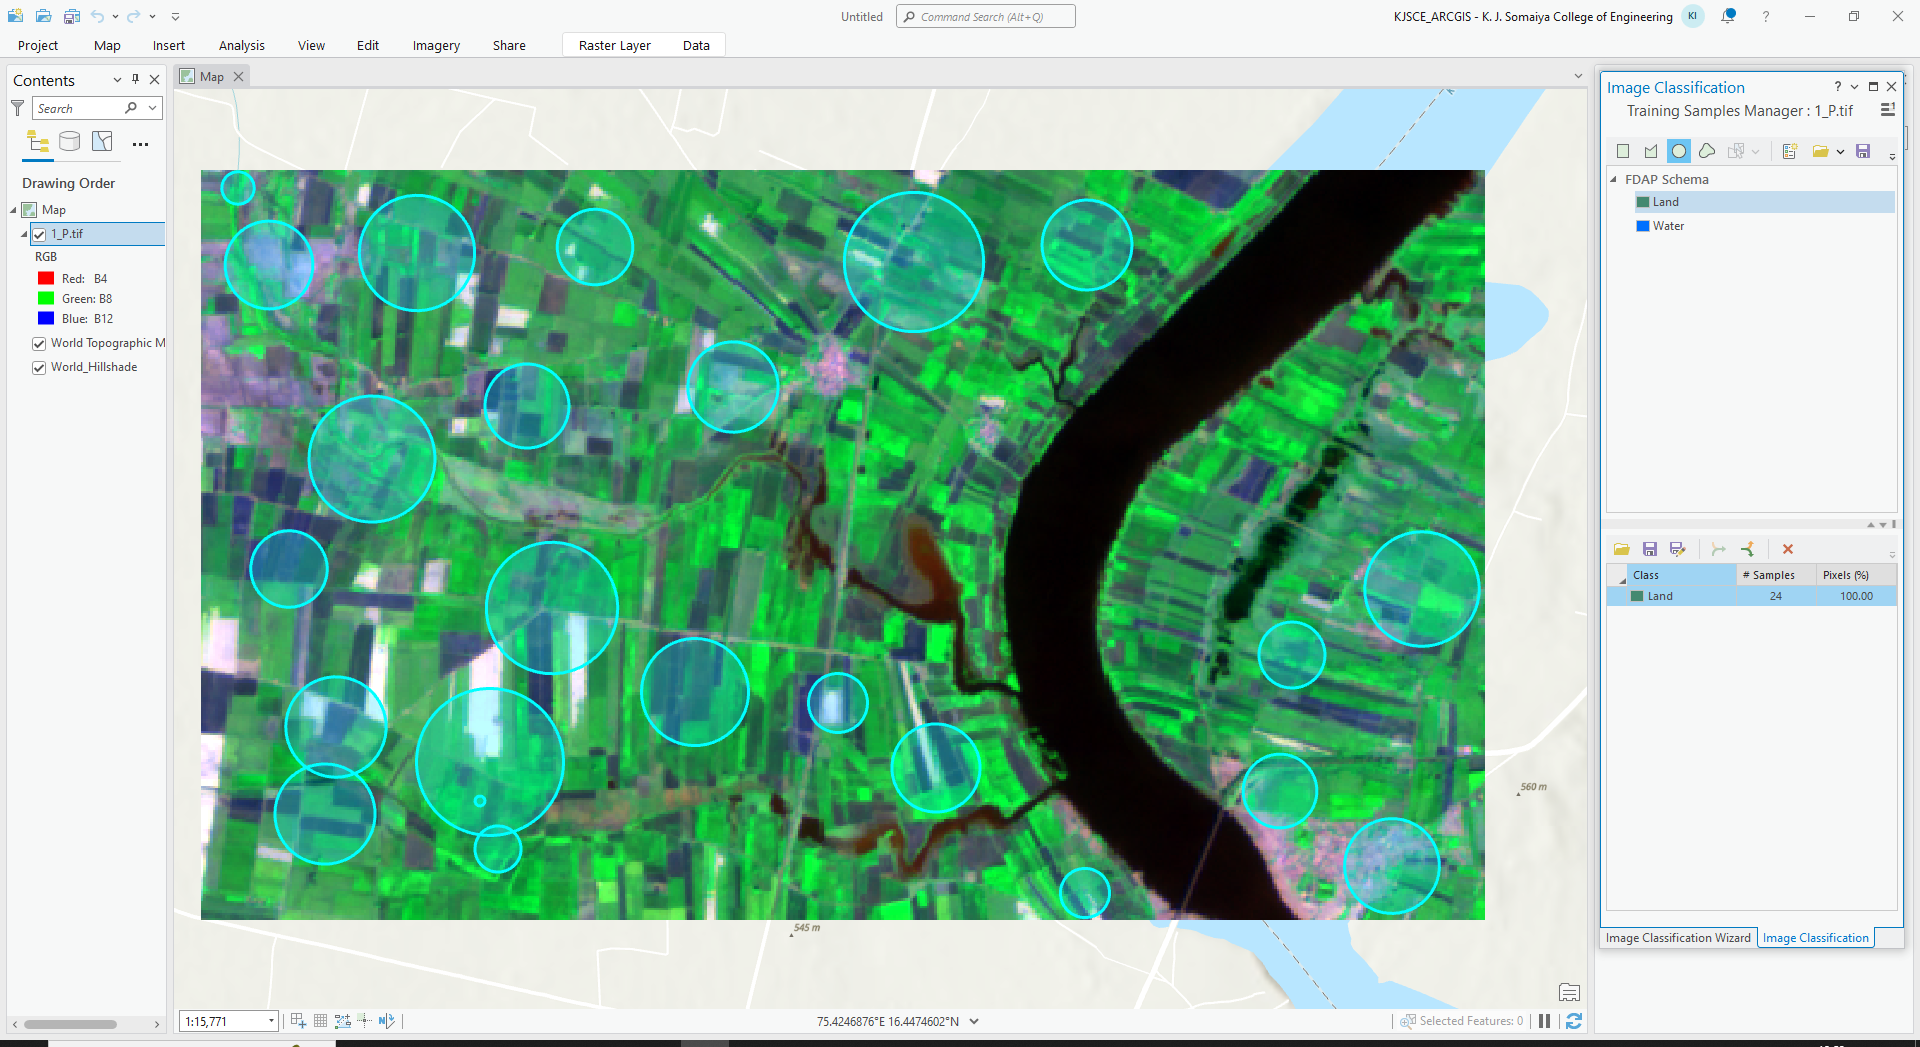 Untitled
Command Search (Alt+Q)
KJSCE_ARCGIS - K. J. Somaiya College of Engineering
KI
?
Project
Map
Insert
Analysis
View
Edit
Imagery
Share
Raster Layer
Data
Contents
Search
Drawing Order
Map
1_P.tif
RGB
Red: B4
Green: B8
Blue: B12
World Topographic M
World_Hillshade
Map
560 m
545 m
1:15,771
75.4246876°E 16.4474602°N
Selected Features: 0
Image Classification
?
Training Samples Manager : 1_P.tif
FDAP Schema
Land
Water
Class # Samples Pixels (%)
Land 24 100.00
Image Classification Wizard
Image Classification